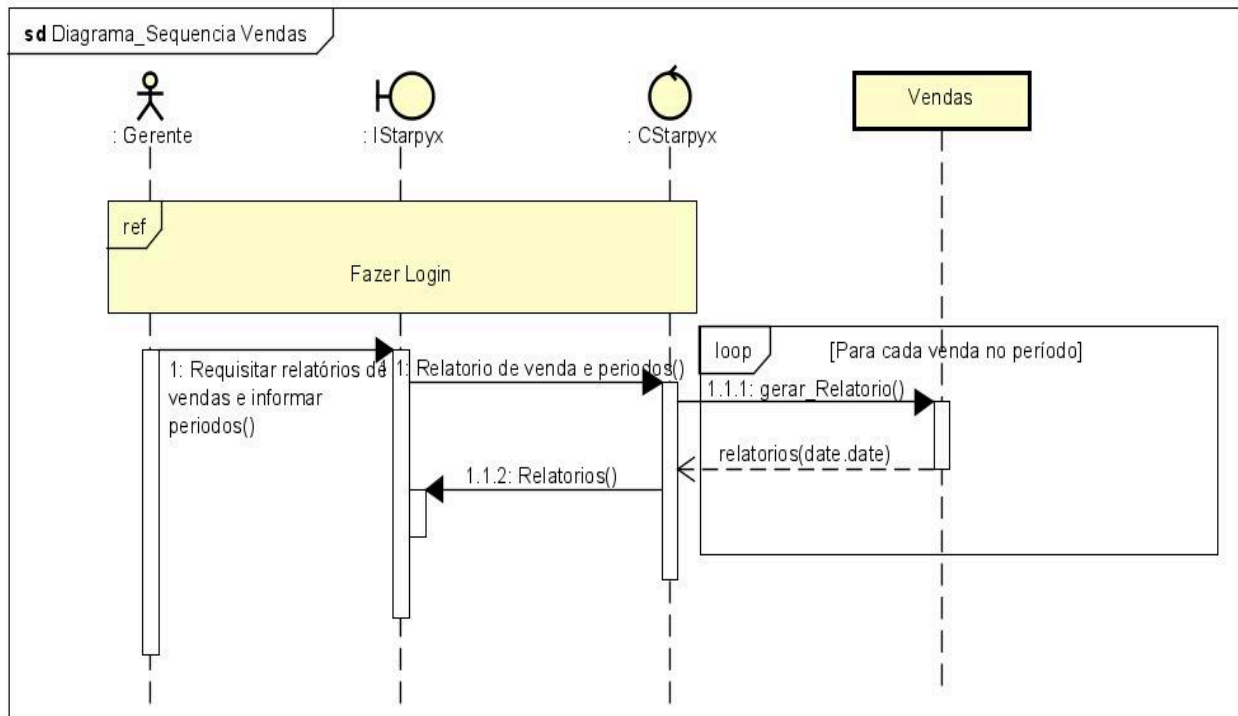 sd Diagrama_Sequencia Vendas
: Gerente
: IStarpyx
: CStarpyx
Vendas
ref
Fazer Login
loop
[Para cada venda no período]
1: Requisitar relatórios de
vendas e informar
periodos()
1: Relatorio de venda e periodos()
1.1.1: gerar_Relatorio()
relatorios(date.date)
1.1.2: Relatorios()